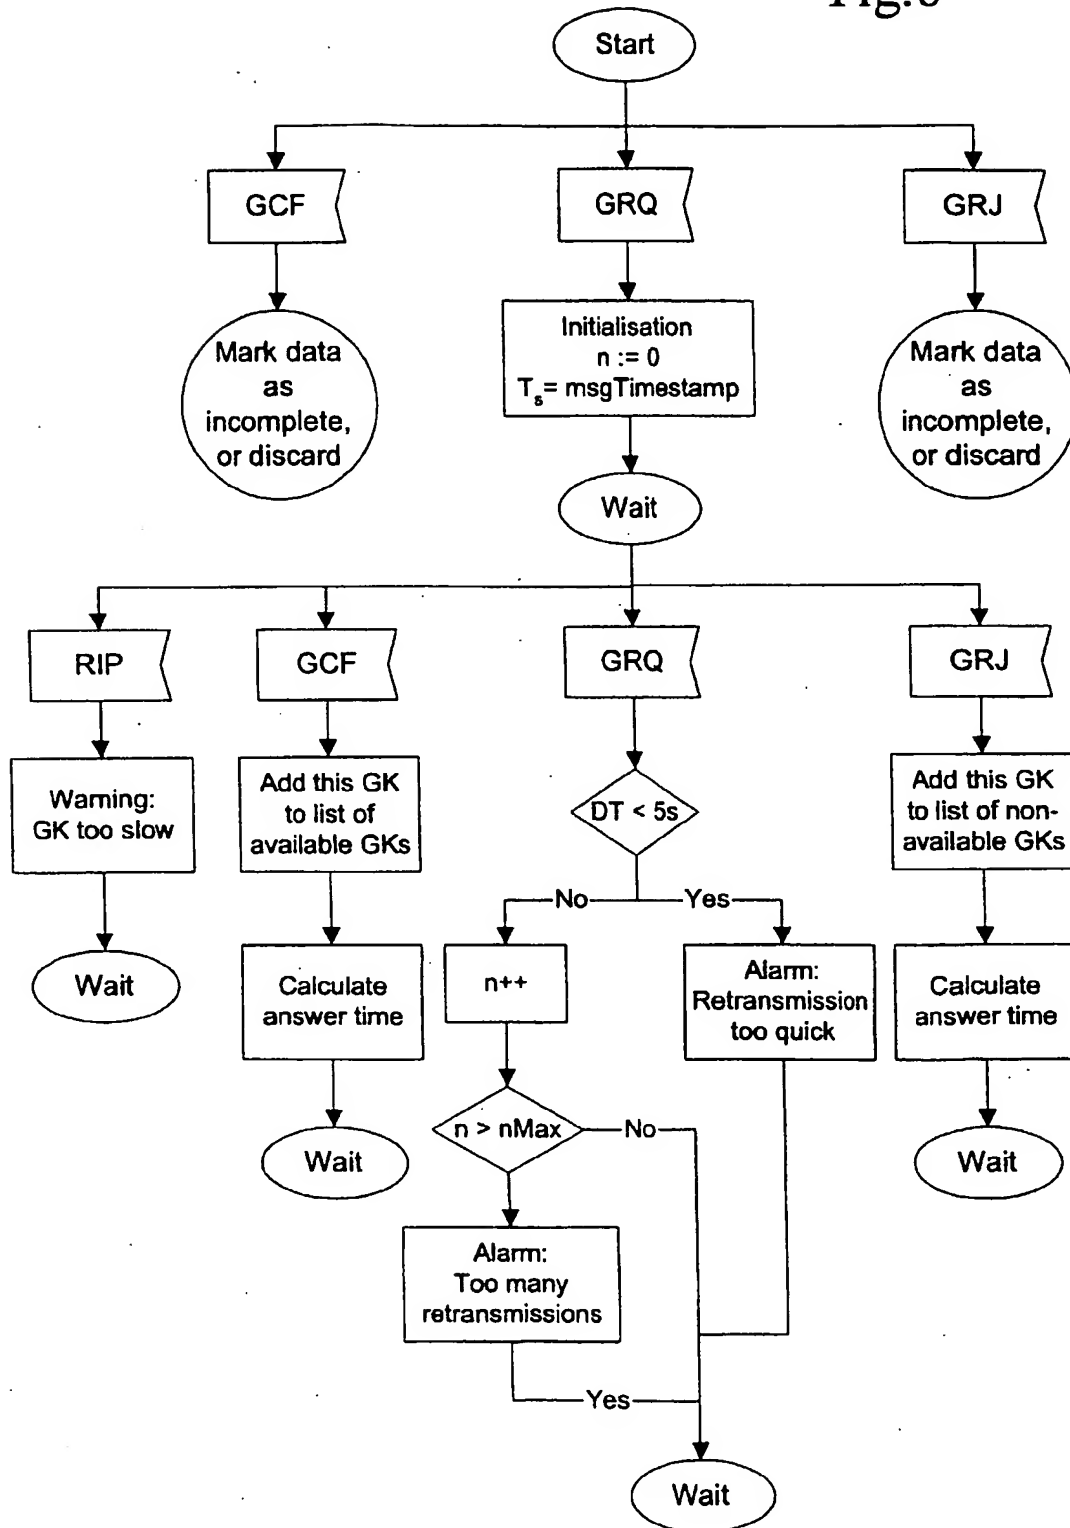 Start
GCF
GRQ
GRJ
Mark data
as
incomplete,
or discard
Initialisation
n := 0
Ts= msgTimestamp
Mark data
as
incomplete,
or discard
Wait
RIP
GCF
GRQ
GRJ
Warning:
GK too slow
Add this GK
to list of
available GKs
DT < 5s
Add this GK
to list of non-
available GKs
No
Yes
Wait
Calculate
answer time
n++
Alarm:
Retransmission
too quick
Calculate
answer time
n > nMax
No
Wait
Wait
Alarm:
Too many
retransmissions
Yes
Wait